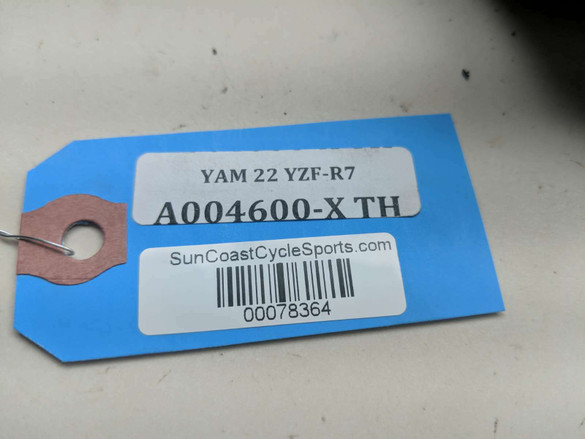 YAM 22 YZF-R7
A004600-X TH
SunCoastCycleSports.com
00078364